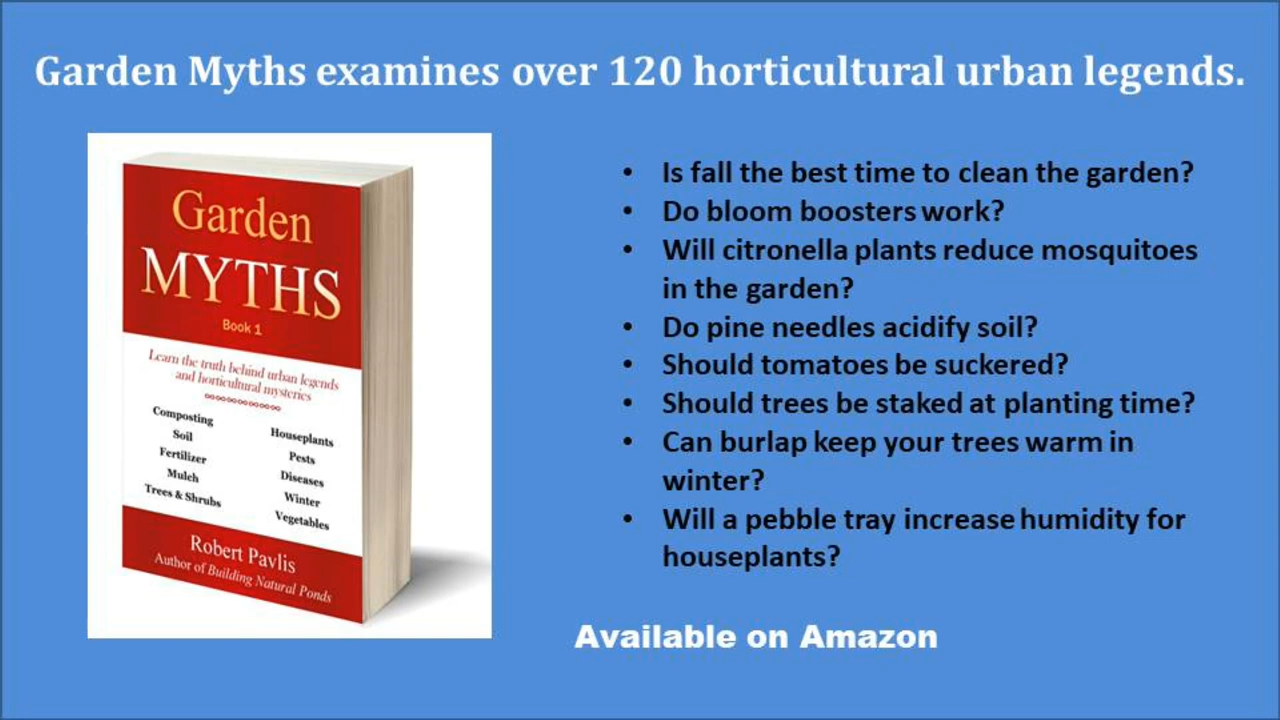 Garden Myths examines over 120 horticultural urban legends.
Garden
MYTHS
Book 1
Learn the truth behind urban legends
and horticultural mysteries
Composting
Soil
Fertilizer
Mulch
Trees & Shrubs
Houseplants
Pests
Diseases
Winter
Vegetables
Robert Pavlis
Author of Building Natural Ponds
• Is fall the best time to clean the garden?
• Do bloom boosters work?
• Will citronella plants reduce mosquitoes
in the garden?
• Do pine needles acidify soil?
• Should tomatoes be suckered?
• Should trees be staked at planting time?
• Can burlap keep your trees warm in
winter?
• Will a pebble tray increase humidity for
houseplants?
Available on Amazon